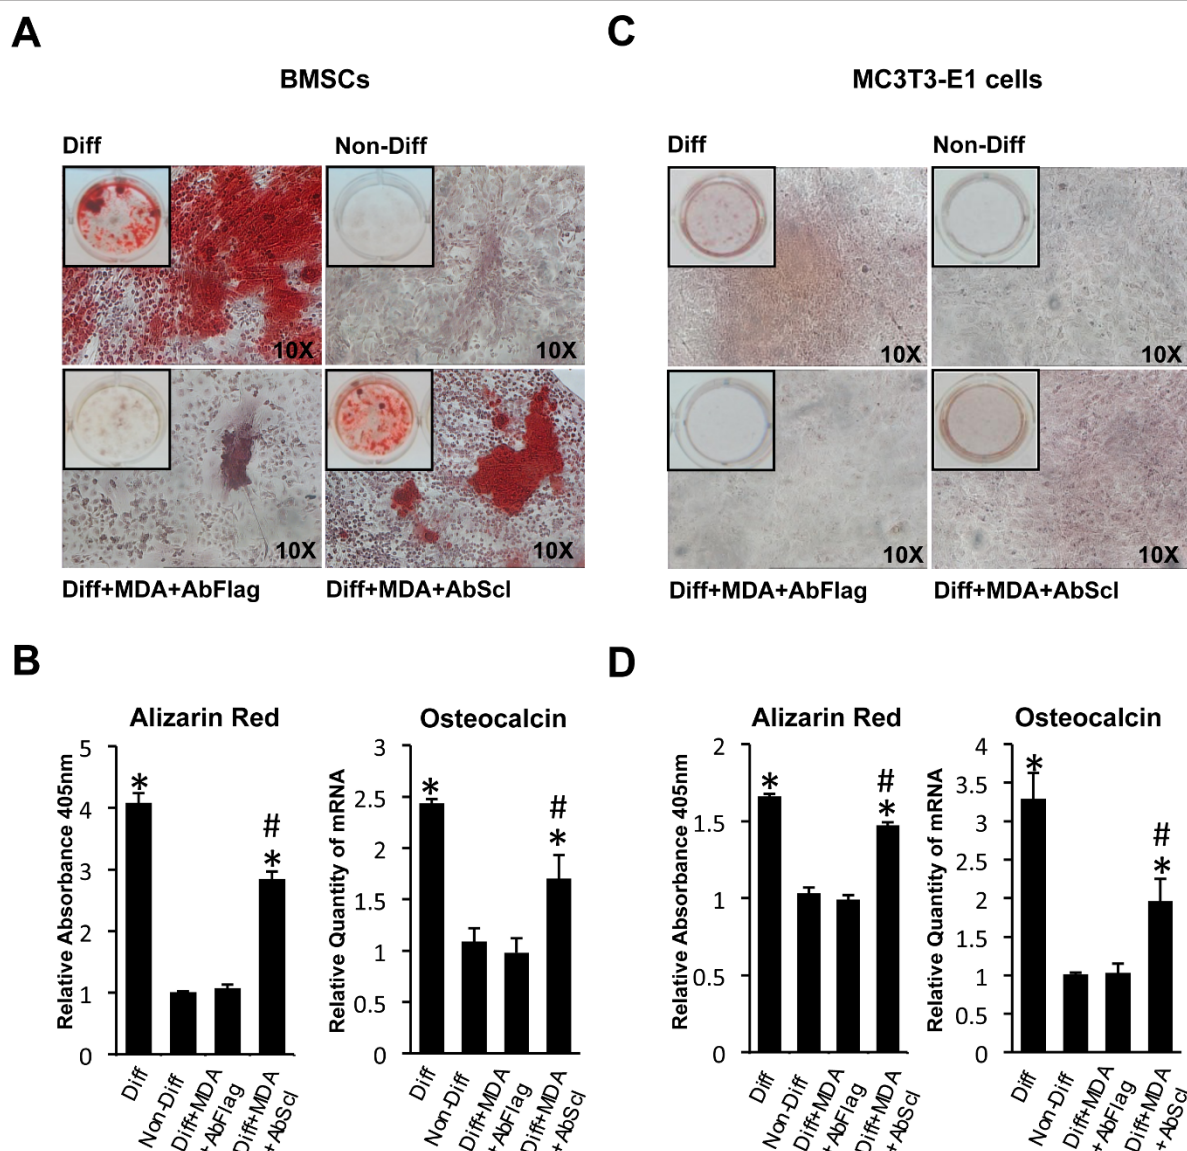 A
BMSCs
Diff
Non-Diff
10X
10X
10X
10X
Diff+MDA+AbFlag
Diff+MDA+AbScl
C
MC3T3-E1 cells
Diff
Non-Diff
10X
10X
10X
10X
Diff+MDA+AbFlag
Diff+MDA+AbScl
B
Alizarin Red
Relative Absorbance 405nm
5
4
3
2
1
0
*
#
*
Diff
Non-Diff
Diff+MDA
+AbFlag
Diff+MDA
+AbScl
Osteocalcin
Relative Quantity of mRNA
3
2.5
2
1.5
1
0.5
0
*
#
*
Diff
Non-Diff
Diff+MDA
+AbFlag
Diff+MDA
+AbScl
D
Alizarin Red
Relative Absorbance 405nm
2
1.5
1
0.5
0
*
#
*
Diff
Non-Diff
Diff+MDA
+AbFlag
Diff+MDA
+AbScl
Osteocalcin
Relative Quantity of mRNA
4
3.5
3
2.5
2
1.5
1
0.5
0
*
#
*
Diff
Non-Diff
Diff+MDA
+AbFlag
Diff+MDA
+AbScl